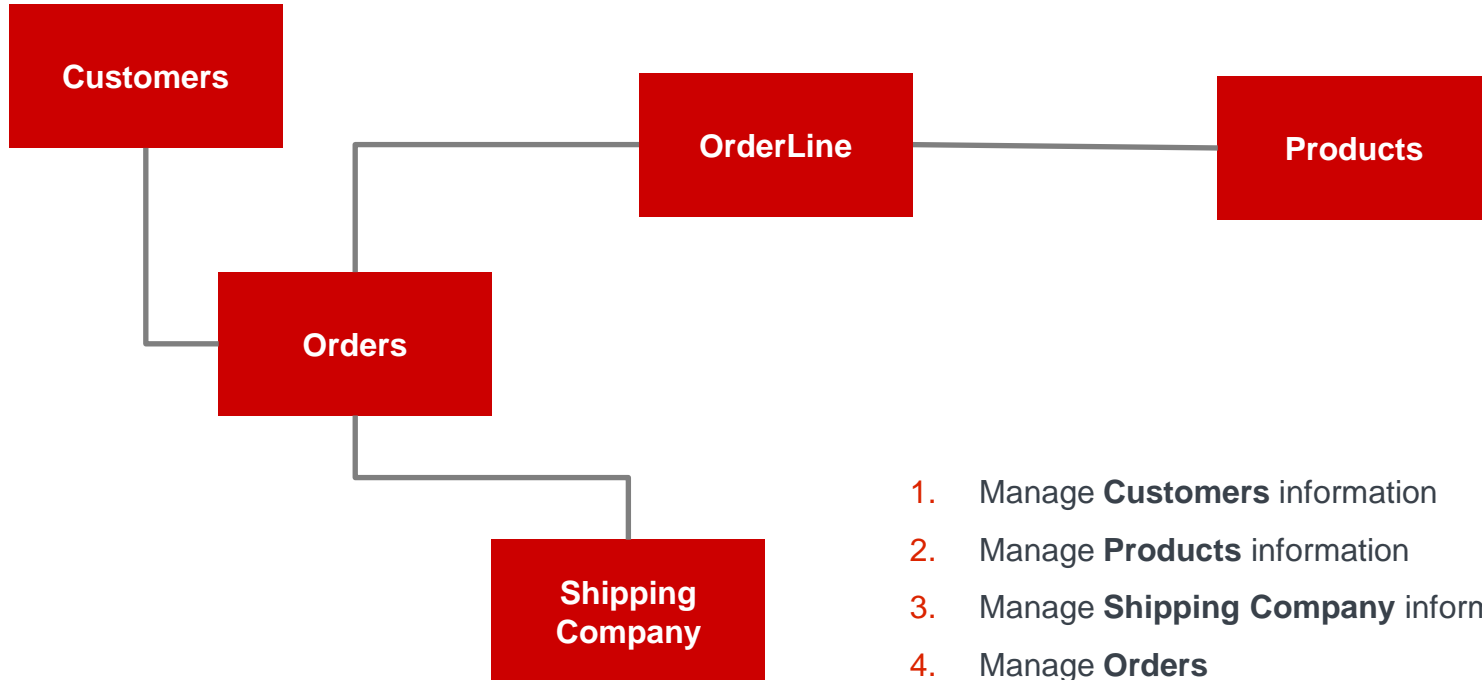 Customers
OrderLine
Products
Orders
Shipping
Company
1. Manage Customers information
2. Manage Products information
3. Manage Shipping Company inform
4. Manage Orders